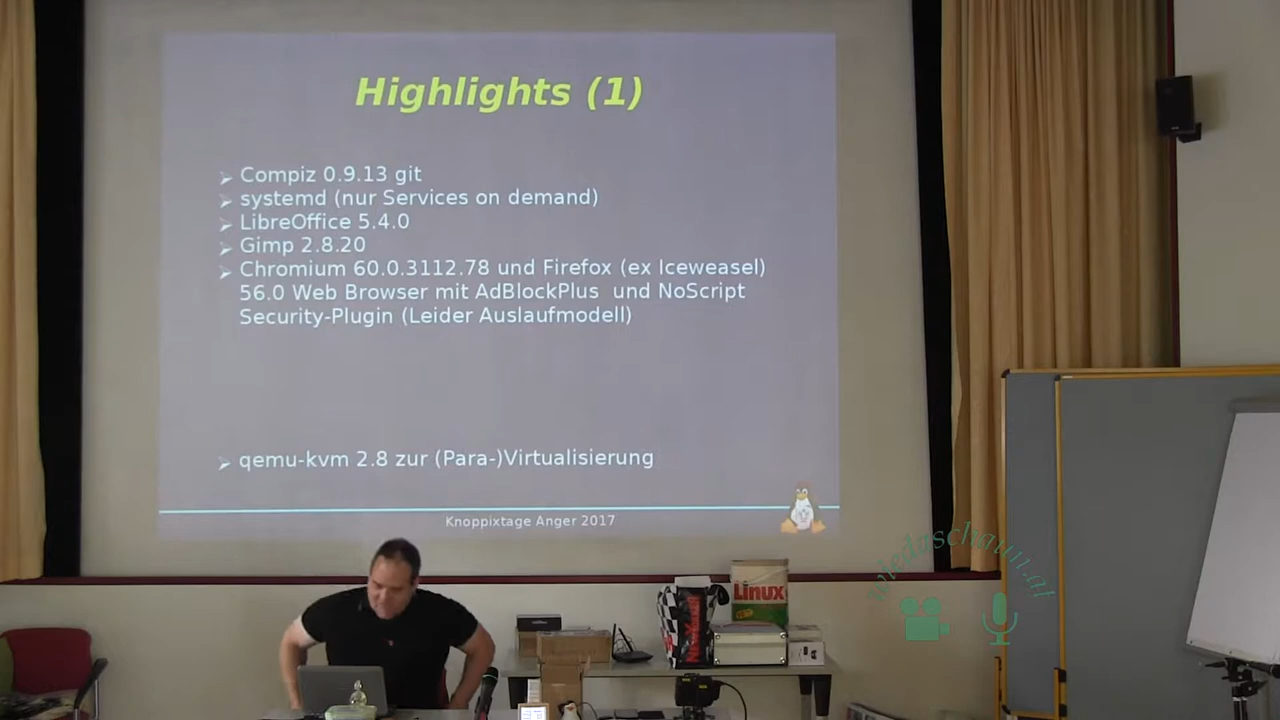 Highlights (1)
Compiz 0.9.13 git
systemd (nur Services on demand)
LibreOffice 5.4.0
Gimp 2.8.20
Chromium 60.0.3112.78 und Firefox (ex Iceweasel)
56.0 Web Browser mit AdBlockPlus und NoScript
Security-Plugin (Leider Auslaufmodell)
qemu-kvm 2.8 zur (Para-)Virtualisierung
Knoppixtage Anger 2017
Linux
wiedaschaun.at